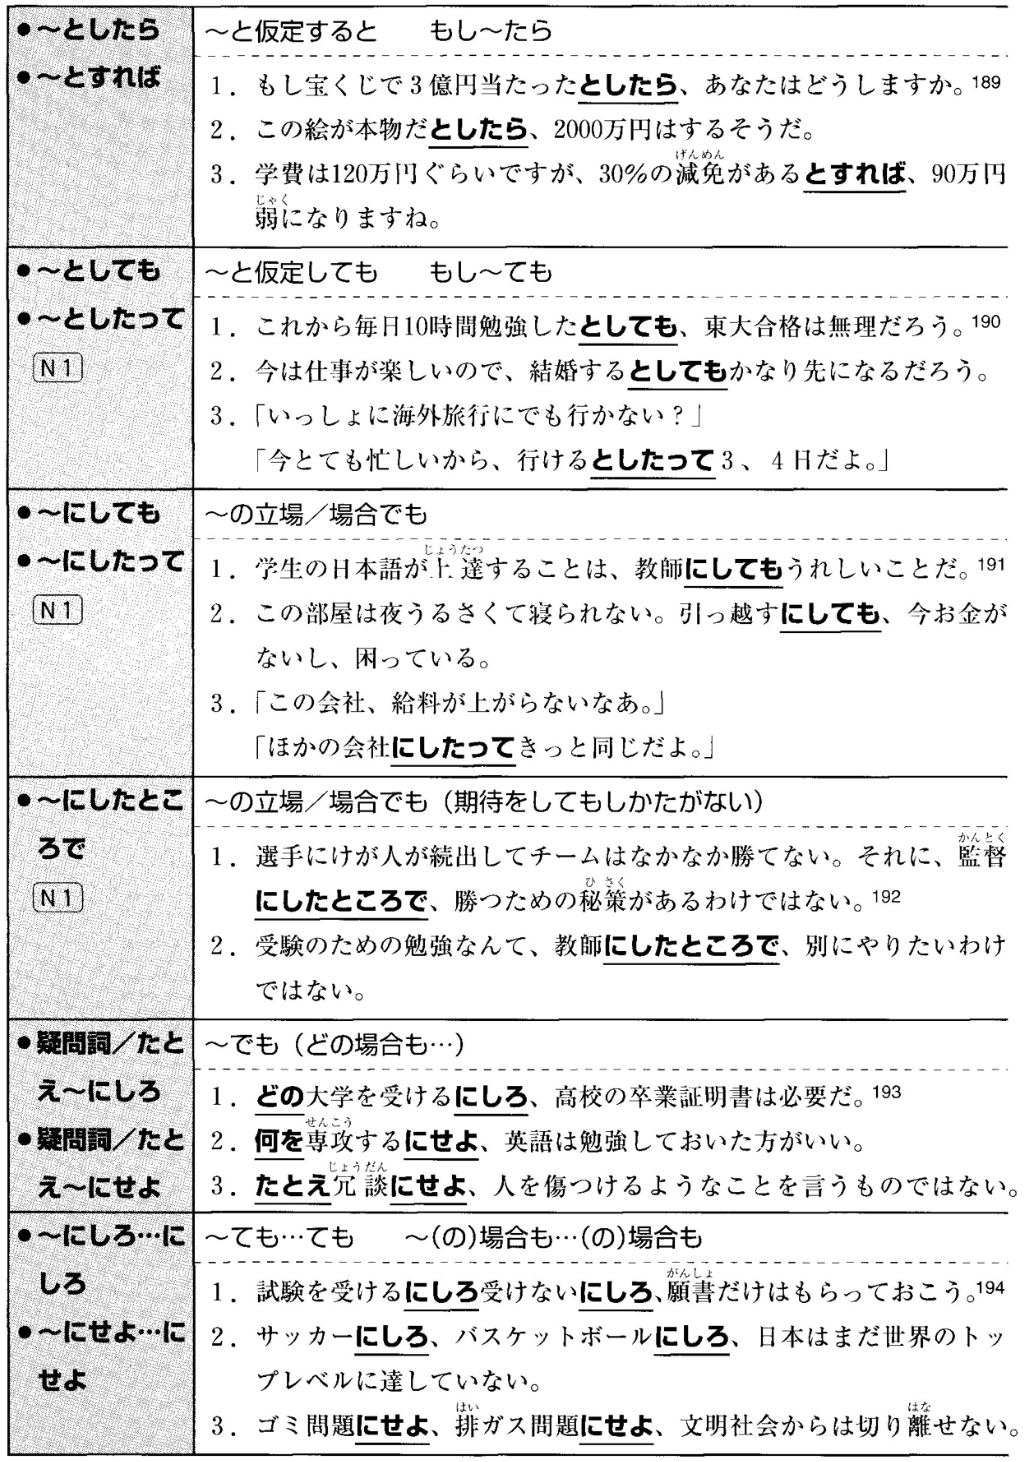 ●～としたら
●～とすれば
～と仮定すると　　もし～たら
1．もし宝くじで3億円当たったとしたら、あなたはどうしますか。189
2．この絵が本物だとしたら、2000万円はするそうだ。
げんめん
3．学費は120万円ぐらいですが、30％の減免があるとすれば、90万円
じゃく
弱になりますね。
●～としても
●～としたって
N1
～と仮定しても　　もし～ても
1．これから毎日10時間勉強したとしても、東大合格は無理だろう。190
2．今は仕事が楽しいので、結婚するとしてもかなり先になるだろう。
3．「いっしょに海外旅行にでも行かない？」
「今とても忙しいから、行けるとしたって3、4日だよ。」
●～にしても
●～にしたって
N1
～の立場／場合でも
じょうたつ
1．学生の日本語が上達することは、教師にしてもうれしいことだ。191
2．この部屋は夜うるさくて寝られない。引っ越すにしても、今お金が
ないし、困っている。
3．「この会社、給料が上がらないなあ。」
「ほかの会社にしたってきっと同じだよ。」
●～にしたとこ
ろで
N1
～の立場／場合でも（期待をしてもしかたがない）
かんとく
1．選手にけが人が続出してチームはなかなか勝てない。それに、監督
ひさく
にしたところで、勝つための秘策があるわけではない。192
2．受験のための勉強なんて、教師にしたところで、別にやりたいわけ
ではない。
●疑問詞／たと
え～にしろ
●疑問詞／たと
え～にせよ
～でも（どの場合も…）
1．どの大学を受けるにしろ、高校の卒業証明書は必要だ。193
せんこう
2．何を専攻するにせよ、英語は勉強しておいた方がいい。
じょうだん
3．たとえ冗談にせよ、人を傷つけるようなことを言うものではない。
●～にしろ…に
しろ
●～にせよ…に
せよ
～ても…ても　　～(の)場合も…(の)場合も
がんしょ
1．試験を受けるにしろ受けないにしろ、願書だけはもらっておこう。194
2．サッカーにしろ、バスケットボールにしろ、日本はまだ世界のトッ
プレベルに達していない。
はい　はな
3．ゴミ問題にせよ、排ガス問題にせよ、文明社会からは切り離せない。